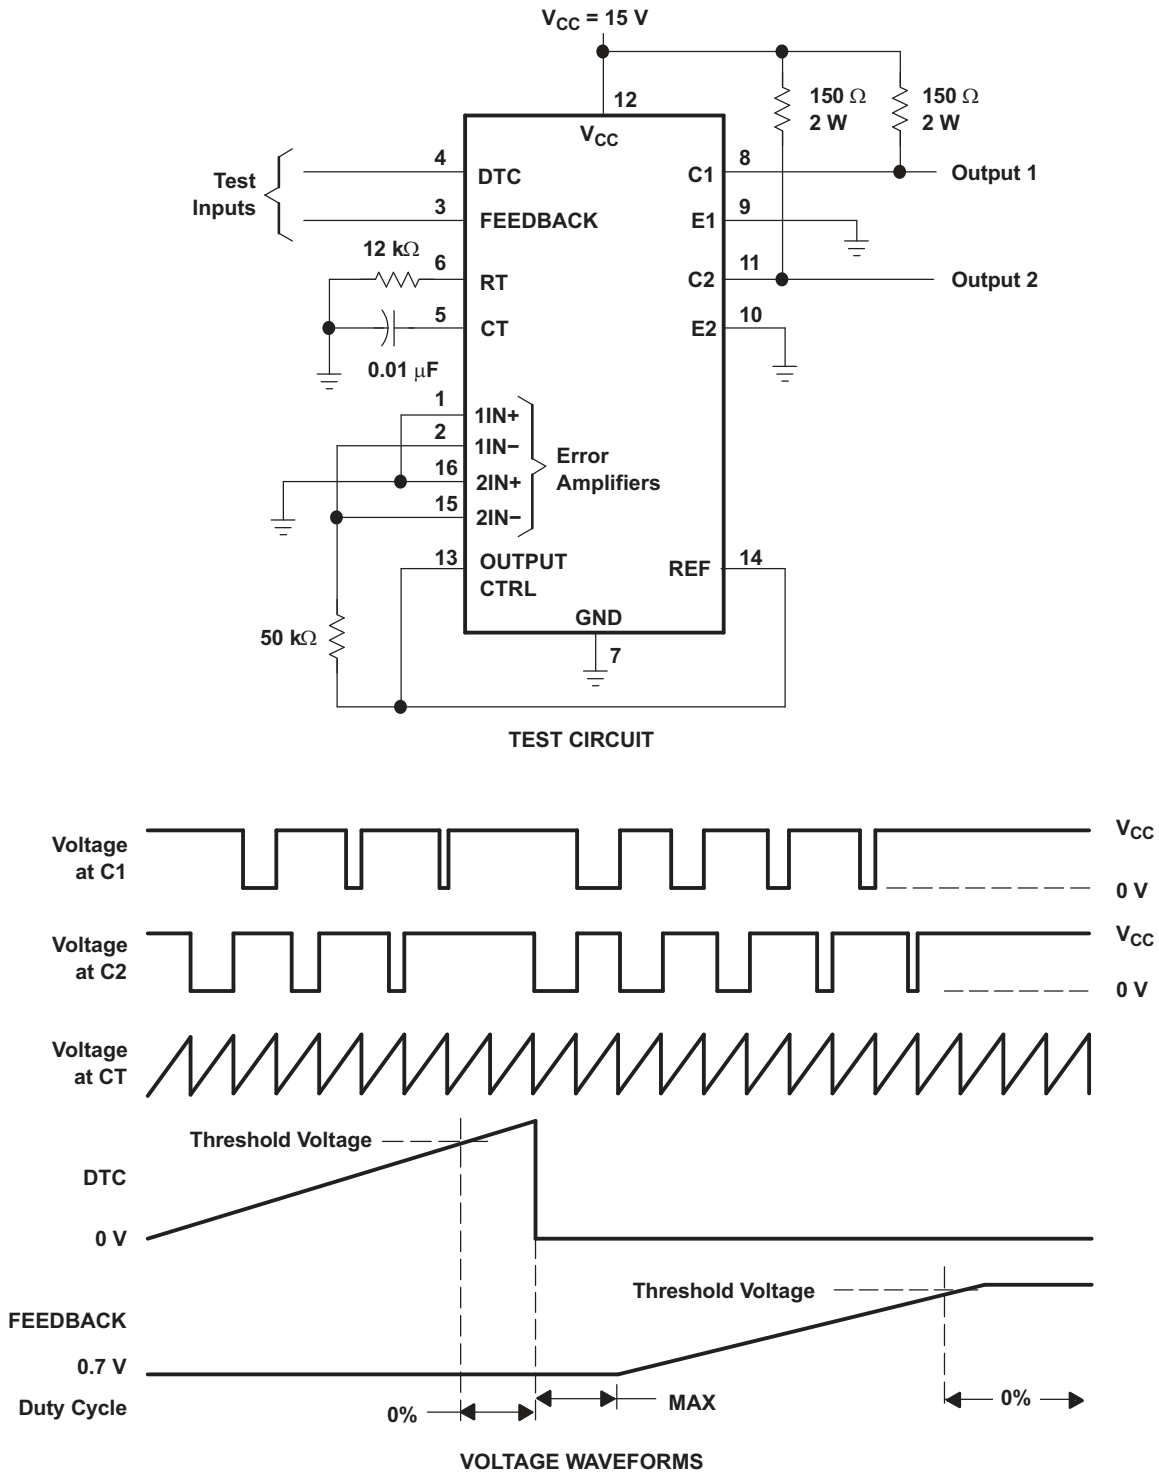 V_CC = 15 V
12
150 Ω
2 W
150 Ω
2 W
V_CC
Test
Inputs
4
DTC
3
FEEDBACK
C1
8
Output 1
E1
9
12 kΩ
6
RT
C2
11
Output 2
5
CT
0.01 μF
E2
10
1
1IN+
2
1IN−
16
2IN+
15
2IN−
Error
Amplifiers
13
OUTPUT
CTRL
REF
14
50 kΩ
GND
7
TEST CIRCUIT
Voltage
at C1
V_CC
0 V
Voltage
at C2
V_CC
0 V
Voltage
at CT
Threshold Voltage
DTC
0 V
Threshold Voltage
FEEDBACK
0.7 V
Duty Cycle
0%
MAX
0%
VOLTAGE WAVEFORMS